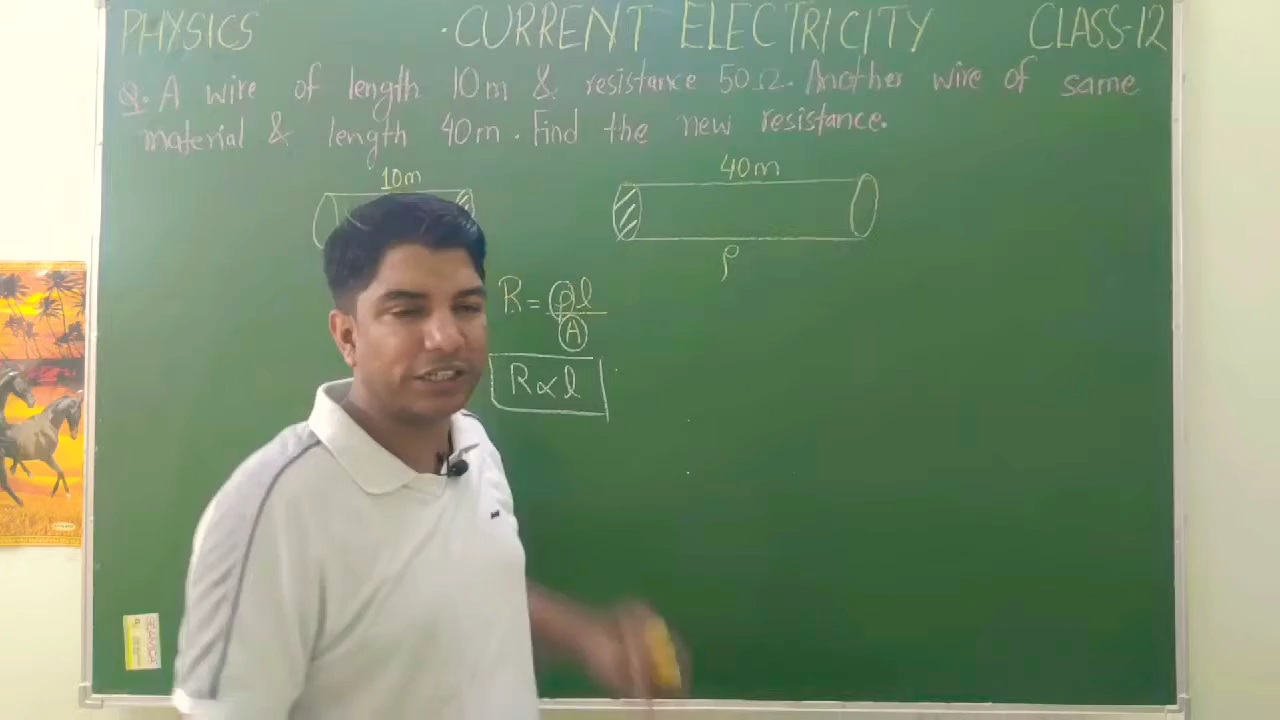 PHYSICS
·CURRENT ELECTRICITY
CLASS-12
Q. A wire of length 10m & resistance 50Ω. Another wire of same
material & length 40m. Find the new resistance.
10m
40m
ρ
R = ρl/A
R∝l